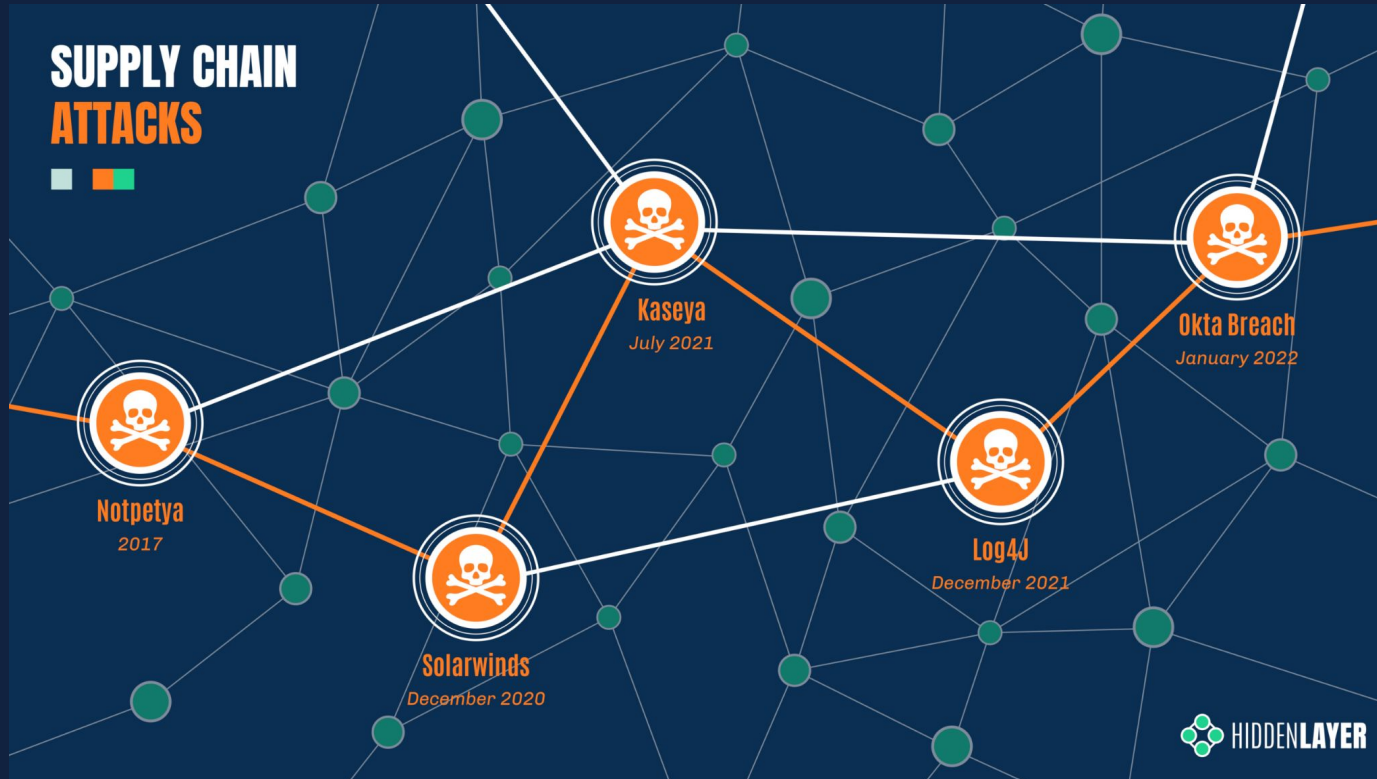 SUPPLY CHAIN
ATTACKS
Kaseya
July 2021
Okta Breach
January 2022
Notpetya
2017
Log4J
December 2021
Solarwinds
December 2020
HIDDENLAYER